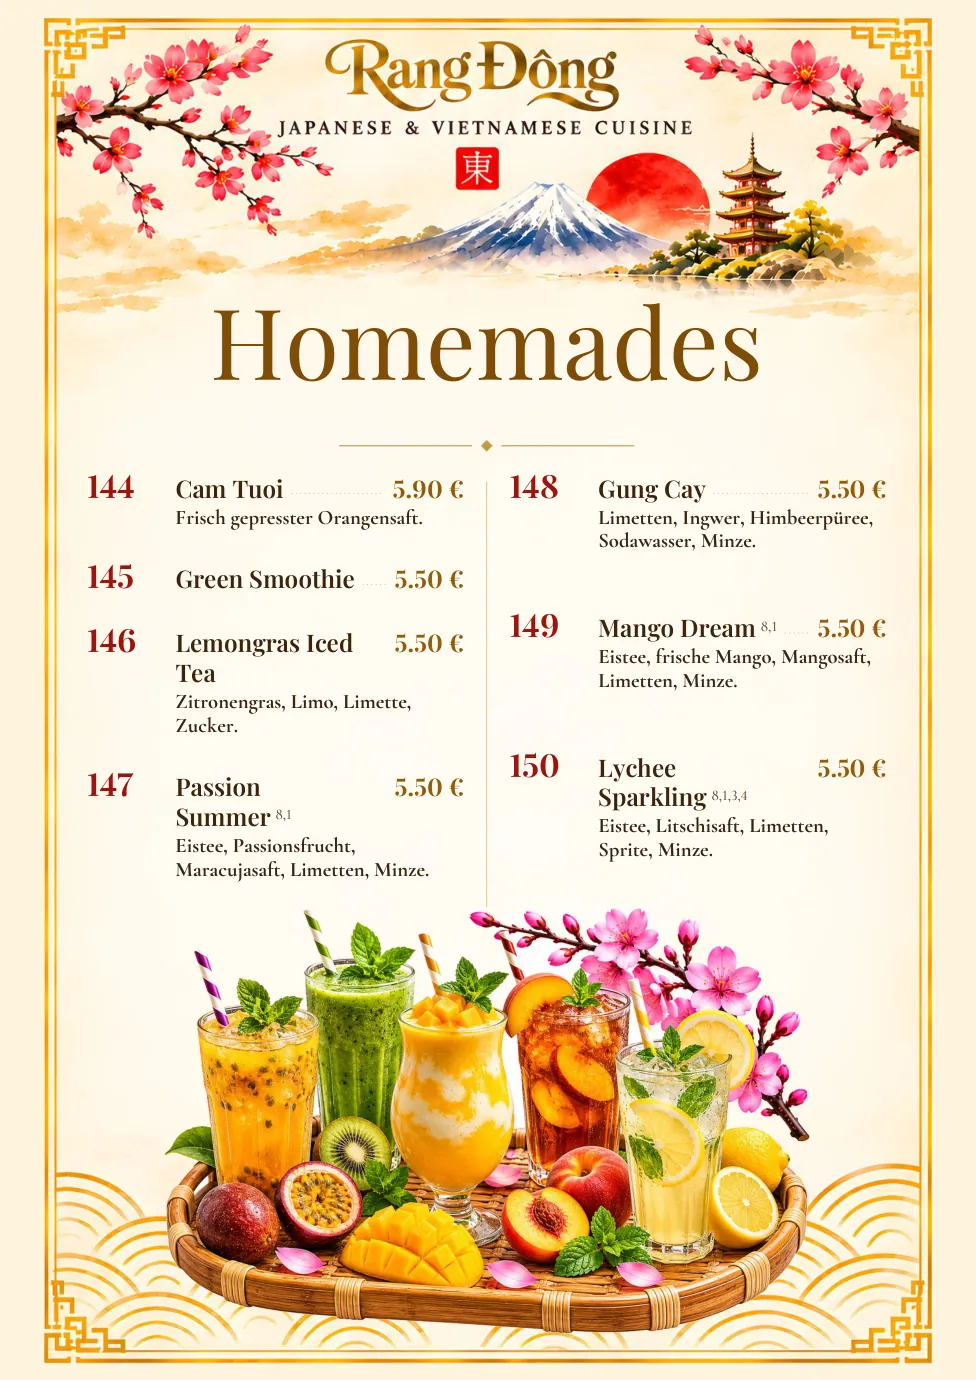 Rang Đông
JAPANESE & VIETNAMESE CUISINE
東
Homemades
144 Cam Tuoi 5.90 €
Frisch gepresster Orangensaft.
145 Green Smoothie 5.50 €
146 Lemongras Iced 5.50 €
Tea
Zitronengras, Limo, Limette,
Zucker.
147 Passion 5.50 €
Summer 8,1
Eistee, Passionsfrucht,
Maracujasaft, Limetten, Minze.
148 Gung Cay 5.50 €
Limetten, Ingwer, Himbeerpüree,
Sodawasser, Minze.
149 Mango Dream 8,1 5.50 €
Eistee, frische Mango, Mangosaft,
Limetten, Minze.
150 Lychee 5.50 €
Sparkling 8,1,3,4
Eistee, Litschisaft, Limetten,
Sprite, Minze.